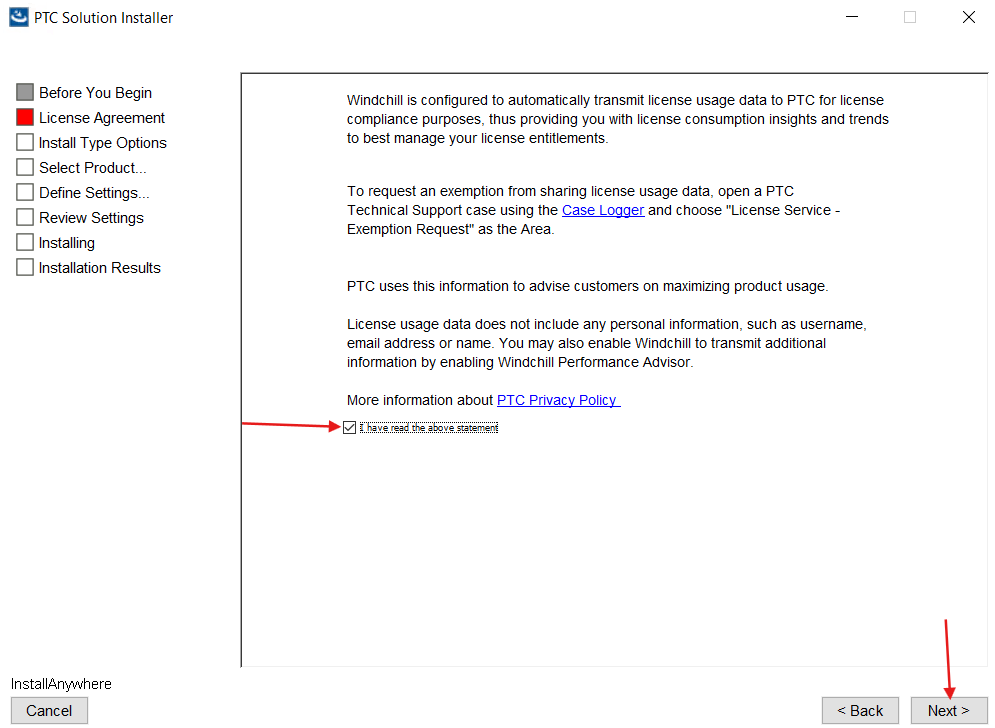 PTC Solution Installer
Before You Begin
License Agreement
Install Type Options
Select Product...
Define Settings...
Review Settings
Installing
Installation Results
Windchill is configured to automatically transmit license usage data to PTC for license
compliance purposes, thus providing you with license consumption insights and trends
to best manage your license entitlements.
To request an exemption from sharing license usage data, open a PTC
Technical Support case using the Case Logger and choose "License Service -
Exemption Request" as the Area.
PTC uses this information to advise customers on maximizing product usage.
License usage data does not include any personal information, such as username,
email address or name. You may also enable Windchill to transmit additional
information by enabling Windchill Performance Advisor.
More information about PTC Privacy Policy
I have read the above statement
InstallAnywhere
Cancel
< Back
Next >